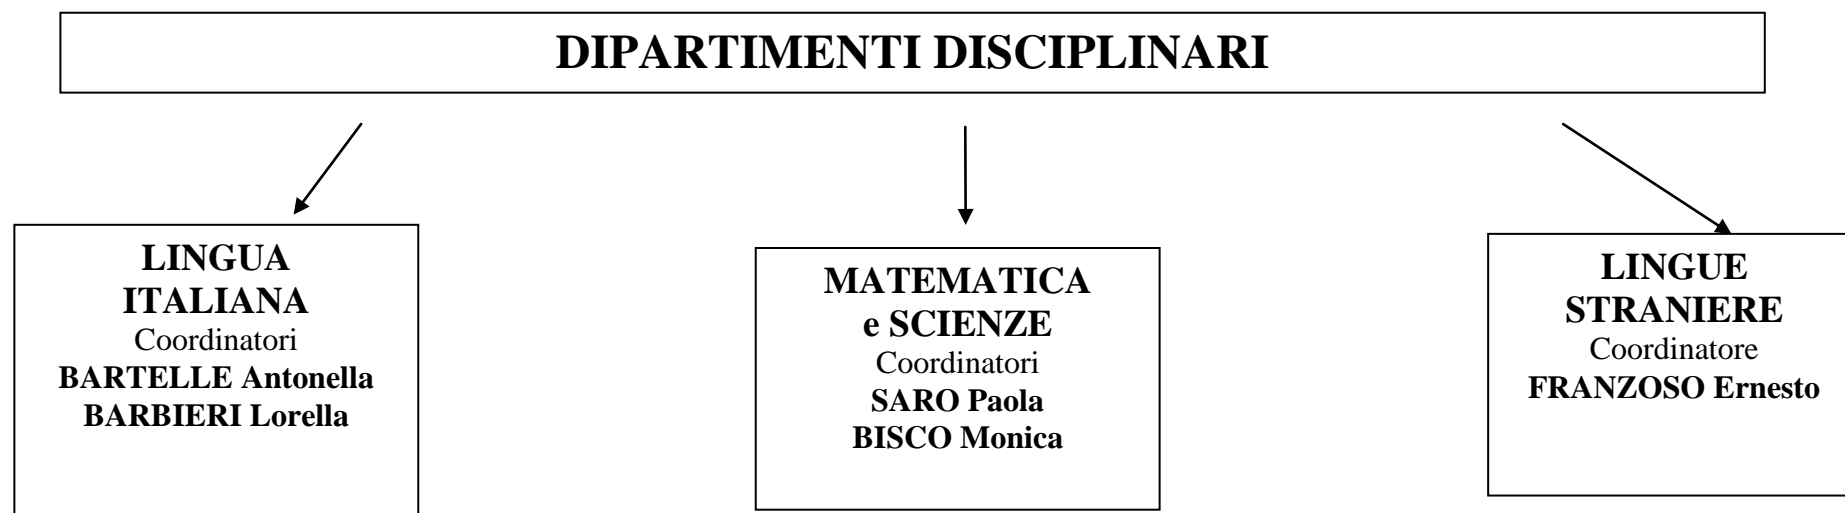 DIPARTIMENTI DISCIPLINARI
LINGUA
ITALIANA
Coordinatori
BARTELLE Antonella
BARBIERI Lorella
MATEMATICA
e SCIENZE
Coordinatori
SARO Paola
BISCO Monica
LINGUE
STRANIERE
Coordinatore
FRANZOSO Ernesto